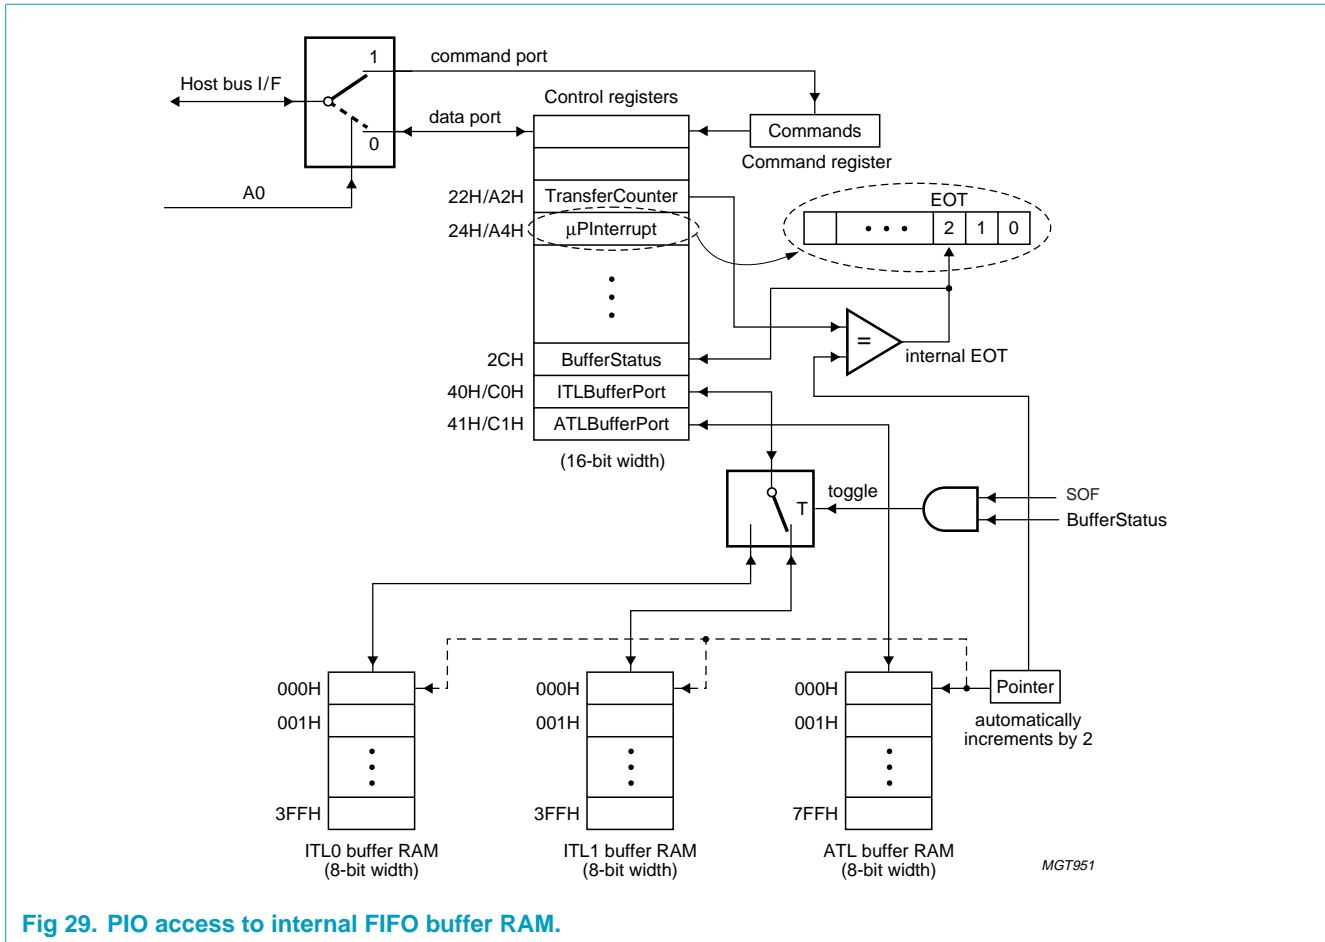 1
command port
Host bus I/F
Control registers
data port
0
Commands
Command register
A0
22H/A2H TransferCounter
EOT
24H/A4H µPInterrupt
2 1 0
=
internal EOT
2CH BufferStatus
40H/C0H ITLBufferPort
41H/C1H ATLBufferPort
(16-bit width)
toggle
T
SOF
BufferStatus
000H
001H
3FFH
ITL0 buffer RAM
(8-bit width)
000H
001H
3FFH
ITL1 buffer RAM
(8-bit width)
000H
001H
7FFH
ATL buffer RAM
(8-bit width)
Pointer
automatically
increments by 2
MGT951
Fig 29. PIO access to internal FIFO buffer RAM.